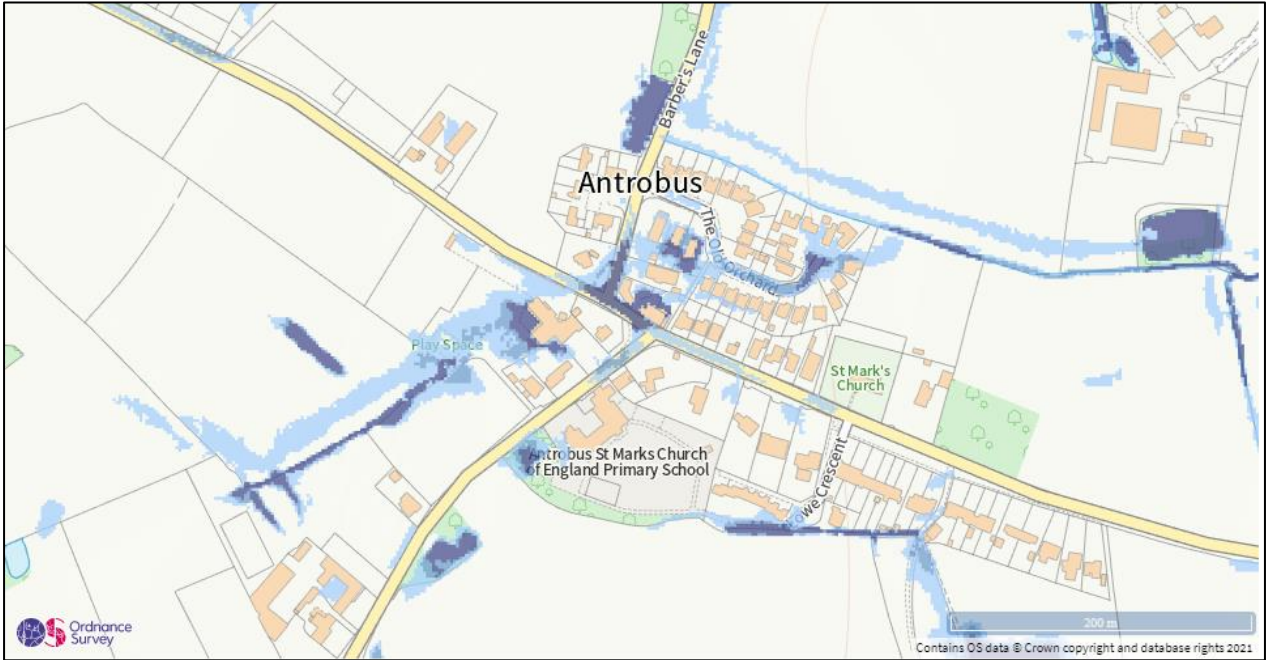 Barber's Lane
Antrobus
The Old Orchard
Play Space
St Mark's
Church
Antrobus St Marks Church
of England Primary School
owe Crescent
Ordnance
Survey
200 m
Contains OS data © Crown copyright and database rights 2021